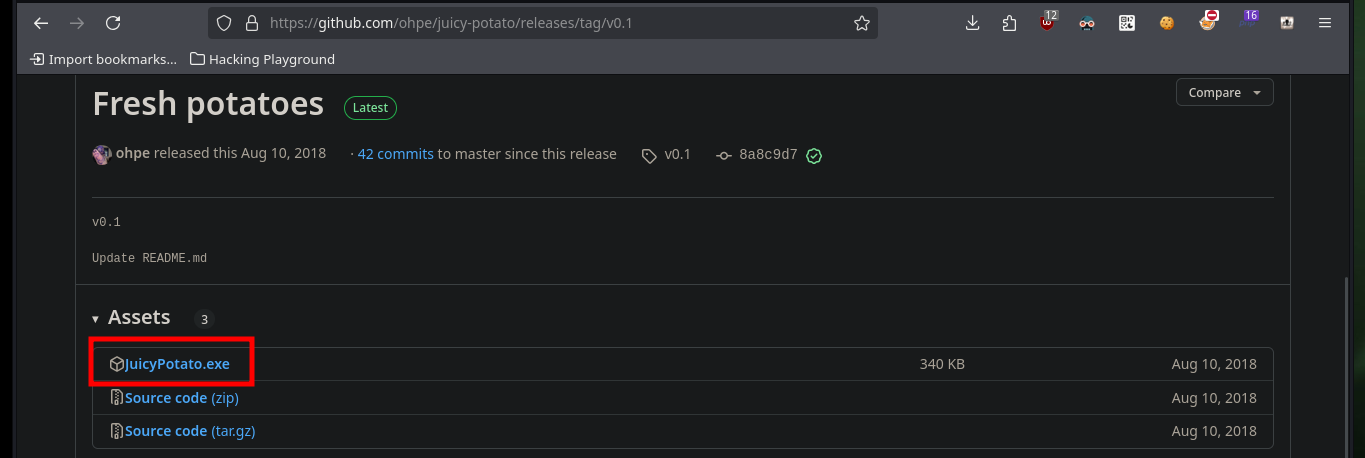 https://github.com/ohpe/juicy-potato/releases/tag/v0.1
12
16
Import bookmarks... Hacking Playground
Fresh potatoes Latest Compare
ohpe released this Aug 10, 2018 · 42 commits to master since this release v0.1 8a8c9d7
v0.1
Update README.md
Assets 3
JuicyPotato.exe 340 KB Aug 10, 2018
Source code (zip) Aug 10, 2018
Source code (tar.gz) Aug 10, 2018